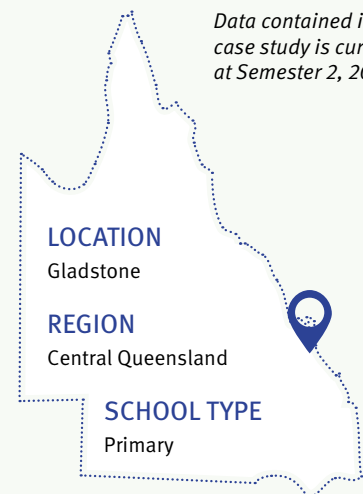 Data contained i
case study is cur
at Semester 2, 20
LOCATION
Gladstone
REGION
Central Queensland
SCHOOL TYPE
Primary